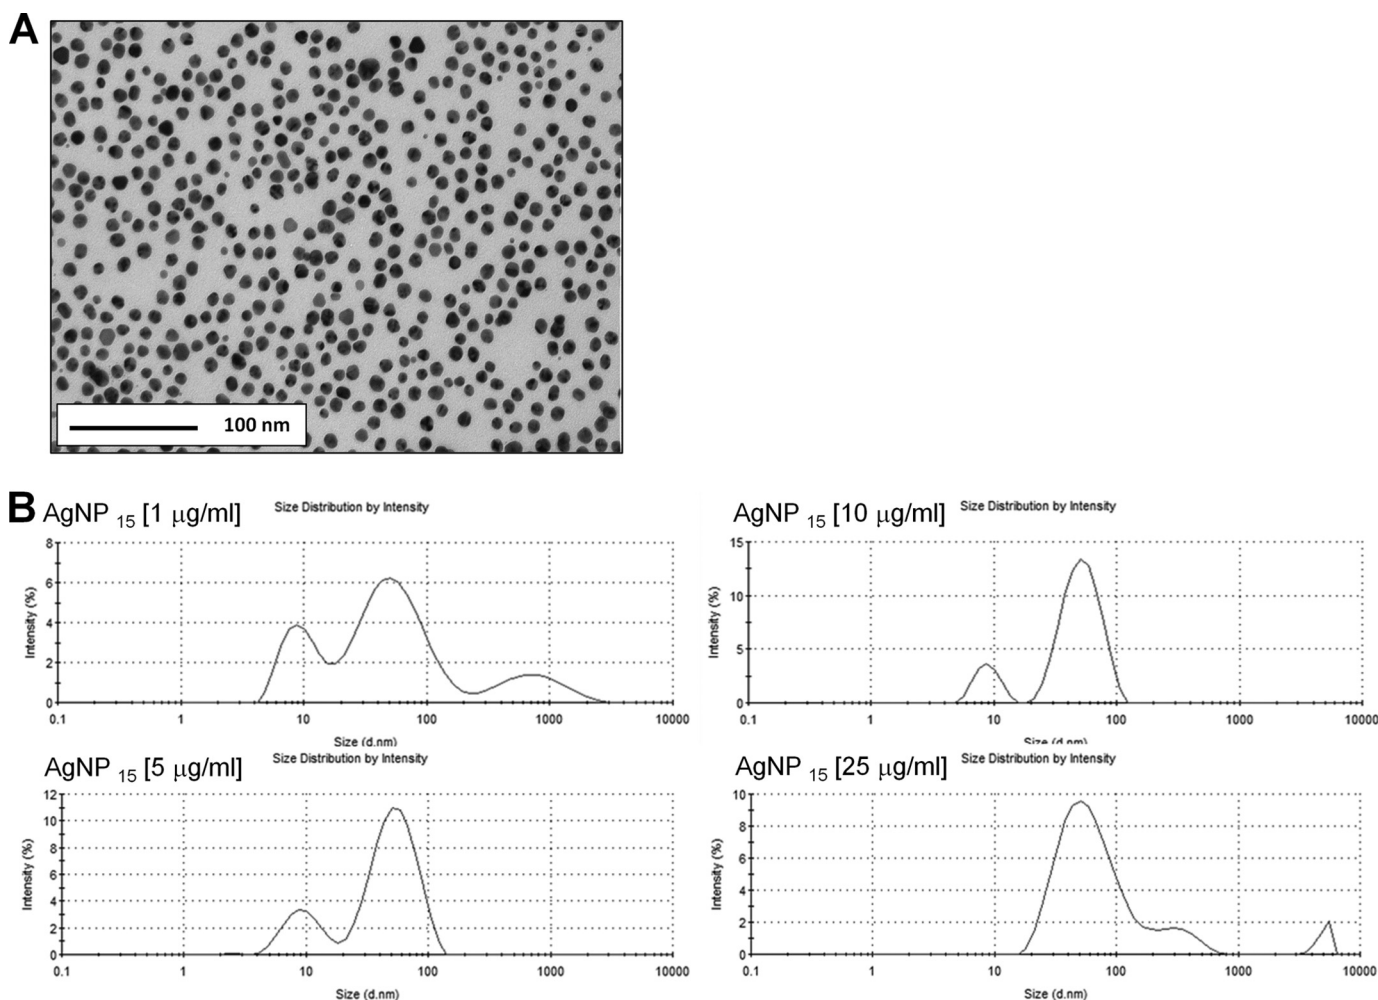 A
100 nm
B
AgNP 15 [1 μg/ml]
Size Distribution by Intensity
Intensity (%)
8
6
4
2
0
0.1 1 10 100 1000 10000
Size (d.nm)
AgNP 15 [10 μg/ml]
Size Distribution by Intensity
Intensity (%)
15
10
5
0
0.1 1 10 100 1000 10000
Size (d.nm)
AgNP 15 [5 μg/ml]
Size Distribution by Intensity
Intensity (%)
12
10
8
6
4
2
0
0.1 1 10 100 1000 10000
Size (d.nm)
AgNP 15 [25 μg/ml]
Size Distribution by Intensity
Intensity (%)
10
8
6
4
2
0
0.1 1 10 100 1000 10000
Size (d.nm)